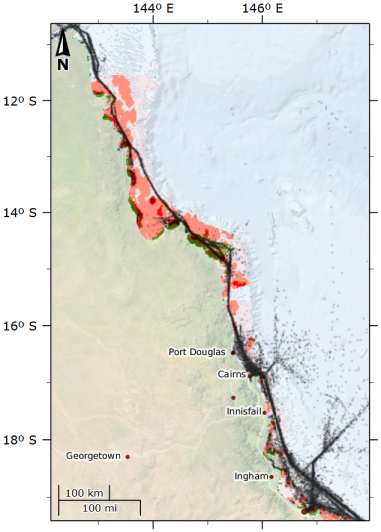 144° E 146° E
N
12° S
14° S
16° S
Port Douglas
Cairns
Innisfail
18° S
Georgetown
Ingham
100 km
100 mi